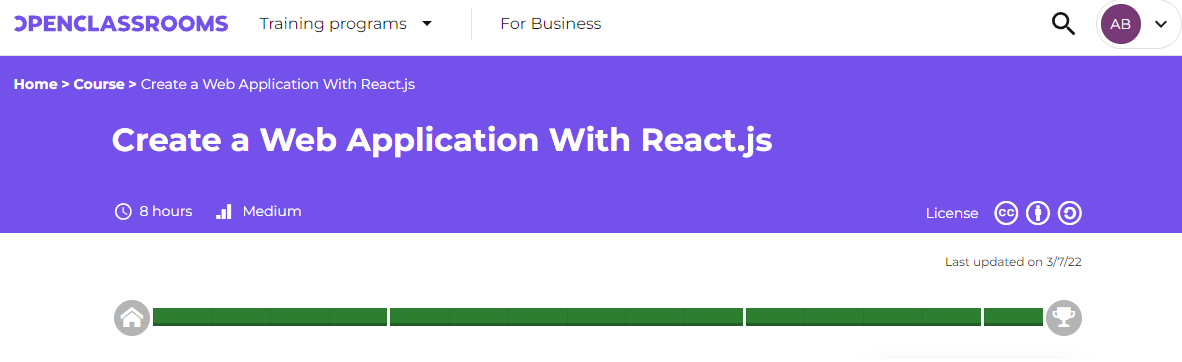 OPENCLASSROOMS Training programs For Business AB
Home > Course > Create a Web Application With React.js
Create a Web Application With React.js
8 hours Medium License cc
Last updated on 3/7/22